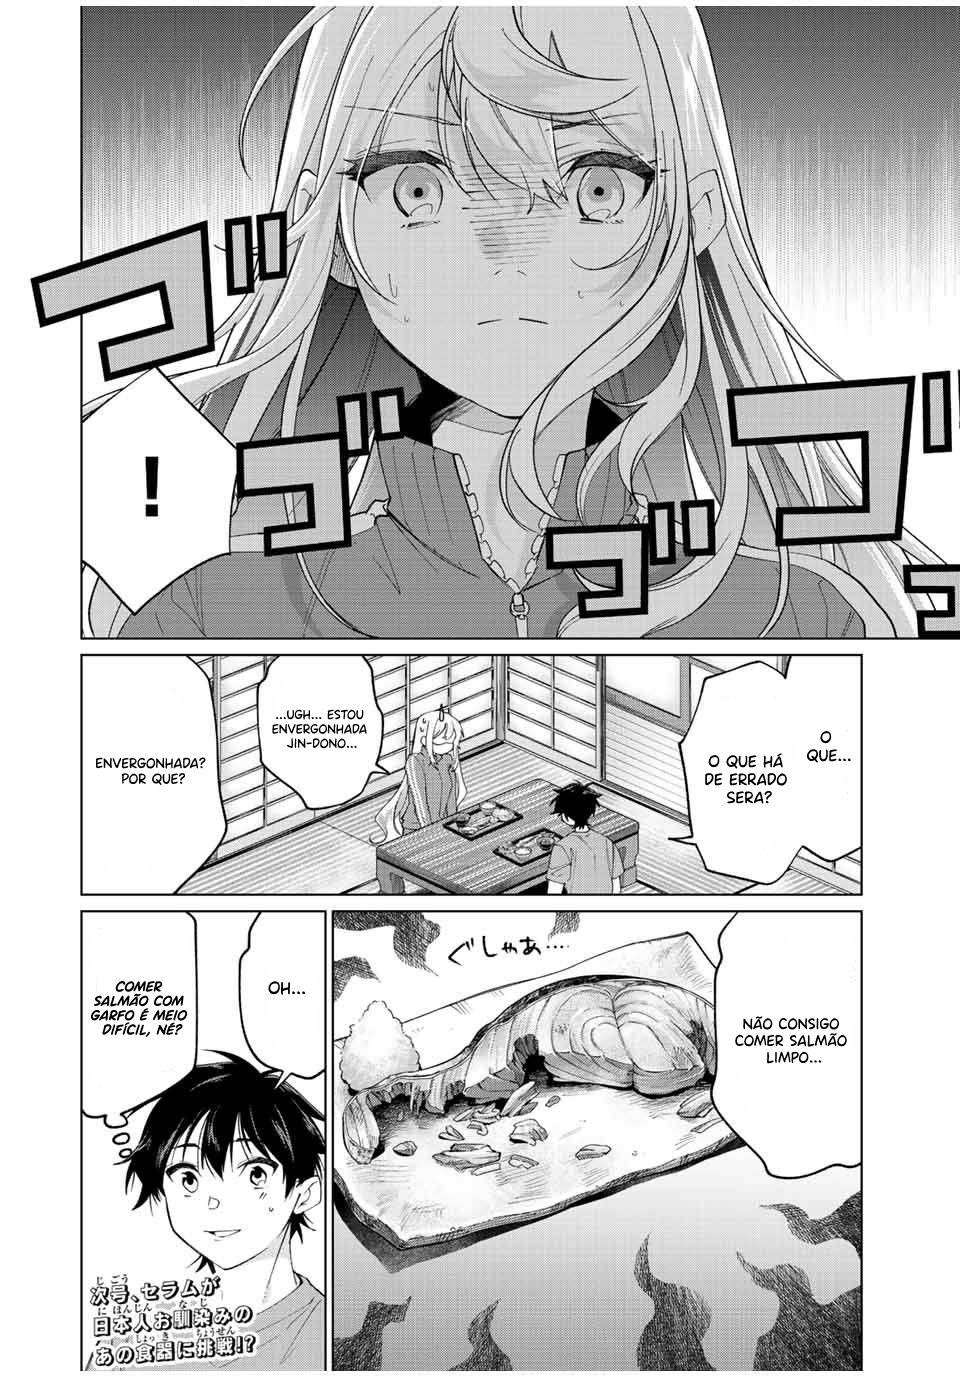 ゴゴ
ゴゴゴゴ
!
O
QUE...
O QUE HÁ
DE ERRADO
SERA?
...UGH... ESTOU
ENVERGONHADA
JIN-DONO...
ENVERGONHADA?
POR QUE?
ぐしゃあ…
NÃO CONSIGO
COMER SALMÃO
LIMPO...
OH...
COMER
SALMÃO COM
GARFO É MEIO
DIFÍCIL, NÉ?
次号、セラムが
日本人お馴染みの
あの食器に挑戦!?